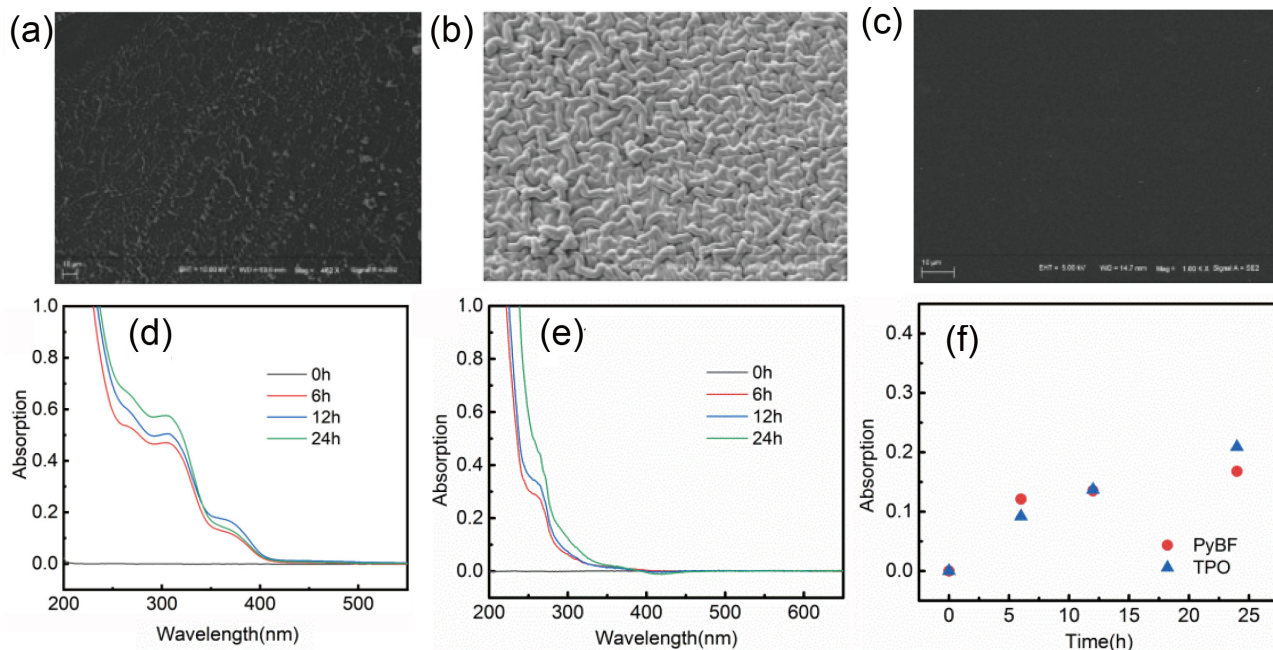 (a)
(b)
(c)
10 µm
10 µm
EHT = 5.00 kV WD = 14.7 mm Mag = 1.00 K X Signal A = SE2
(d)
1.0
0.8
0.6
0.4
0.2
0.0
Absorption
0h
6h
12h
24h
200 300 400 500
Wavelength(nm)
(e)
1.0
0.8
0.6
0.4
0.2
0.0
Absorption
0h
6h
12h
24h
200 300 400 500 600
Wavelength(nm)
(f)
0.4
0.3
0.2
0.1
0.0
Absorption
PyBF
TPO
0 5 10 15 20 25
Time(h)